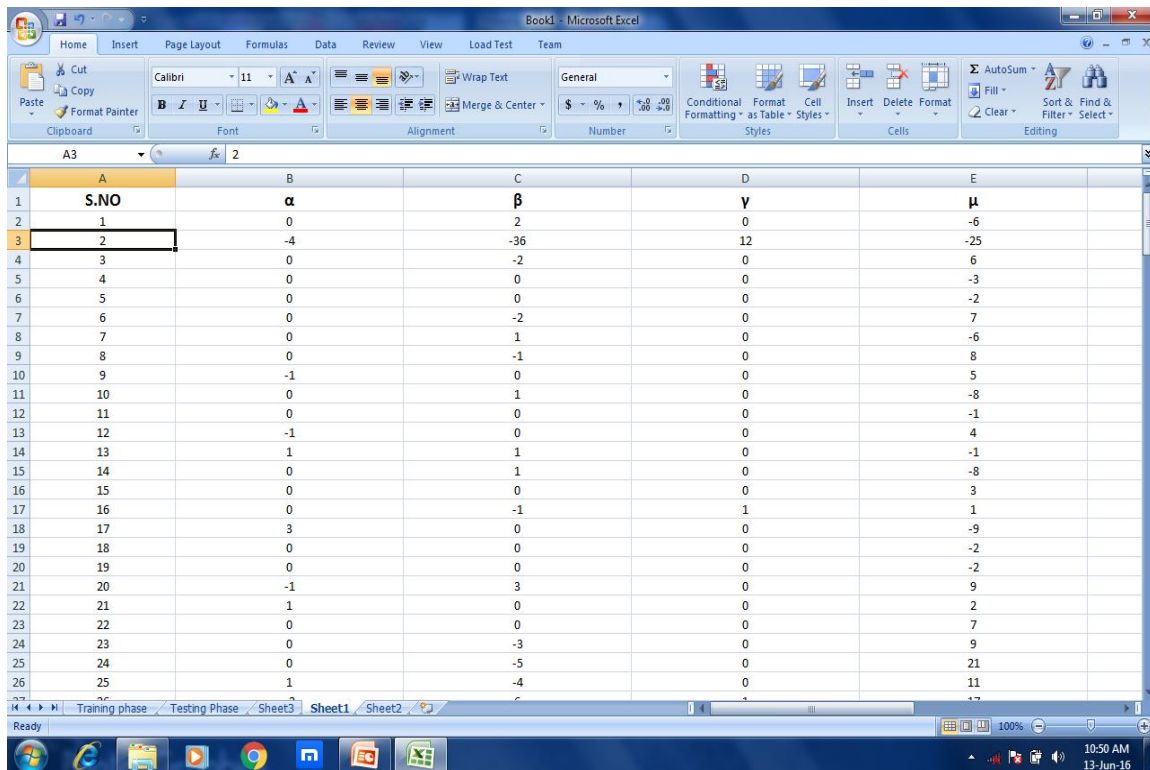 Book1 - Microsoft Excel
Home Insert Page Layout Formulas Data Review View Load Test Team
Paste Cut Copy Format Painter Clipboard
Calibri 11 A A B I U A Font
Wrap Text Merge & Center Alignment
General $ % , .0 .00 .00 .0 Number
Conditional Formatting Format as Table Cell Styles Styles
Insert Delete Format Cells
Σ AutoSum Fill Clear Sort & Filter Find & Select Editing
A3 fx 2
A B C D E
1 S.NO α β γ μ
2 1 0 2 0 -6
3 2 -4 -36 12 -25
4 3 0 -2 0 6
5 4 0 0 0 -3
6 5 0 0 0 -2
7 6 0 -2 0 7
8 7 0 1 0 -6
9 8 0 -1 0 8
10 9 -1 0 0 5
11 10 0 1 0 -8
12 11 0 0 0 -1
13 12 -1 0 0 4
14 13 1 1 0 -1
15 14 0 1 0 -8
16 15 0 0 0 3
17 16 0 -1 1 1
18 17 3 0 0 -9
19 18 0 0 0 -2
20 19 0 0 0 -2
21 20 -1 3 0 9
22 21 1 0 0 2
23 22 0 0 0 7
24 23 0 -3 0 9
25 24 0 -5 0 21
26 25 1 -4 0 11
Training phase Testing Phase Sheet3 Sheet1 Sheet2
Ready 100%
10:50 AM
13-Jun-16